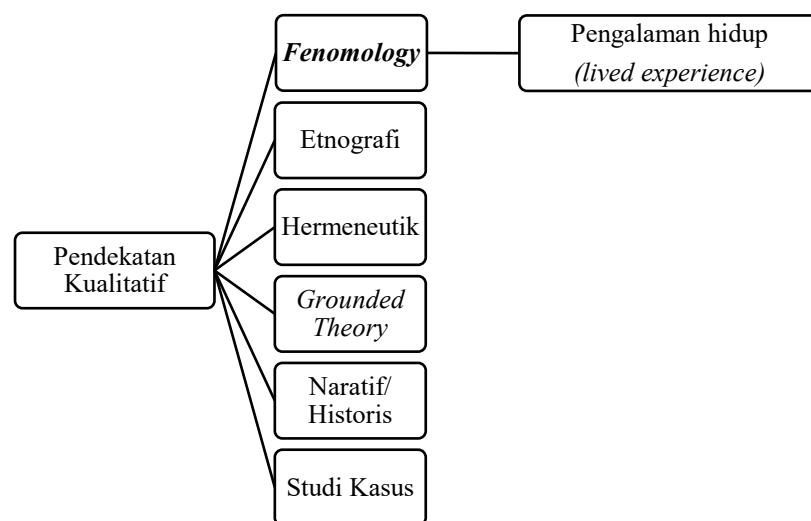 Fenomology
Pengalaman hidup
(lived experience)
Etnografi
Hermeneutik
Pendekatan
Kualitatif
Grounded
Theory
Naratif/
Historis
Studi Kasus